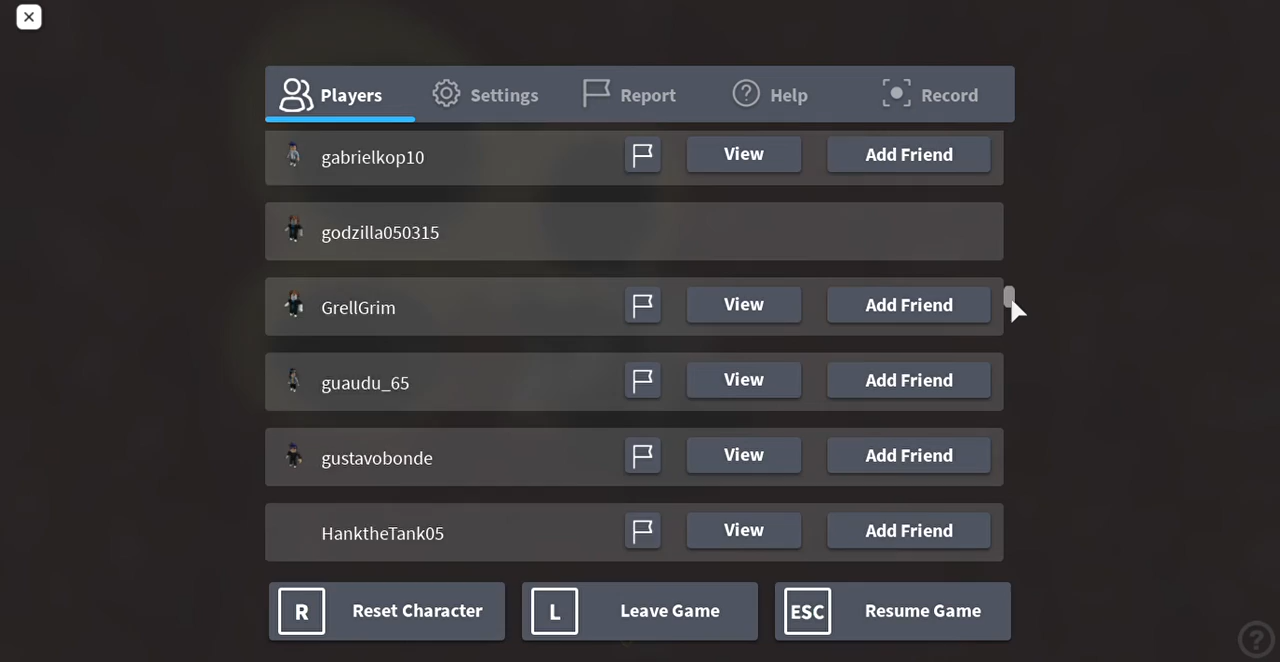 Players Settings Report Help Record
gabrielkop10 View Add Friend
godzilla050315
GrellGrim View Add Friend
guaudu_65 View Add Friend
gustavobonde View Add Friend
HanktheTank05 View Add Friend
R Reset Character L Leave Game ESC Resume Game